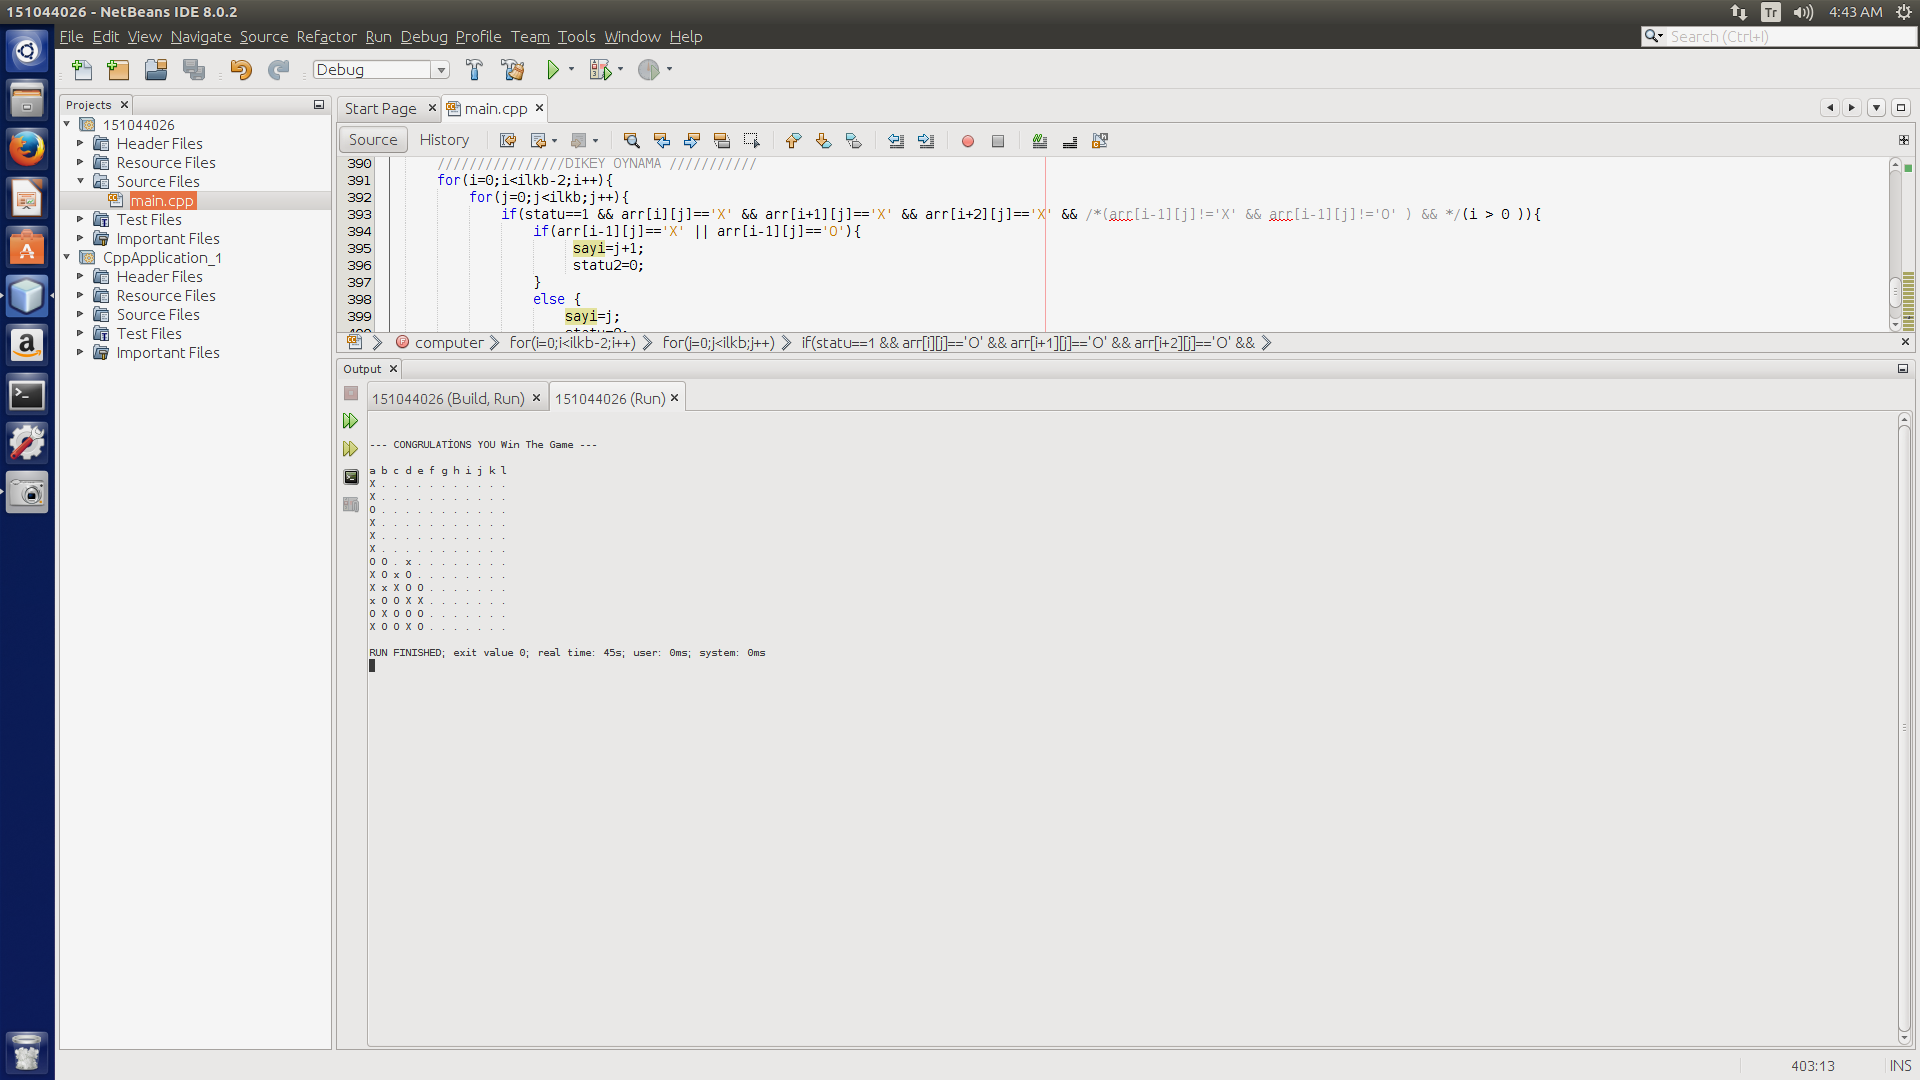 151044026 - NetBeans IDE 8.0.2
Tr
4:43 AM
File Edit View Navigate Source Refactor Run Debug Profile Team Tools Window Help
Search (Ctrl+I)
Debug
Projects
151044026
Header Files
Resource Files
Source Files
main.cpp
Test Files
Important Files
CppApplication_1
Header Files
Resource Files
Source Files
Test Files
Important Files
Start Page
main.cpp
Source History
390 ////////////////DIKEY OYNAMA ///////////
391 for(i=0;i<ilkb-2;i++){
392 for(j=0;j<ilkb;j++){
393 if(statu==1 && arr[i][j]=='X' && arr[i+1][j]=='X' && arr[i+2][j]=='X' && /*(arr[i-1][j]!='X' && arr[i-1][j]!='O' ) && */(i > 0 )){
394 if(arr[i-1][j]=='X' || arr[i-1][j]=='O'){
395 sayi=j+1;
396 statu2=0;
397 }
398 else {
399 sayi=j;
computer for(i=0;i<ilkb-2;i++) for(j=0;j<ilkb;j++) if(statu==1 && arr[i][j]=='O' && arr[i+1][j]=='O' && arr[i+2][j]=='O' &&
Output
151044026 (Build, Run)
151044026 (Run)
--- CONGRULATİONS YOU Win The Game ---
a b c d e f g h i j k l
X . . . . . . . . . . .
X . . . . . . . . . . .
O . . . . . . . . . . .
X . . . . . . . . . . .
X . . . . . . . . . . .
X . . . . . . . . . . .
O O . x . . . . . . . .
X O x O . . . . . . . .
X x X O O . . . . . . .
x O O X X . . . . . . .
O X O O O . . . . . . .
X O O X O . . . . . . .
RUN FINISHED; exit value 0; real time: 45s; user: 0ms; system: 0ms
403:13
INS